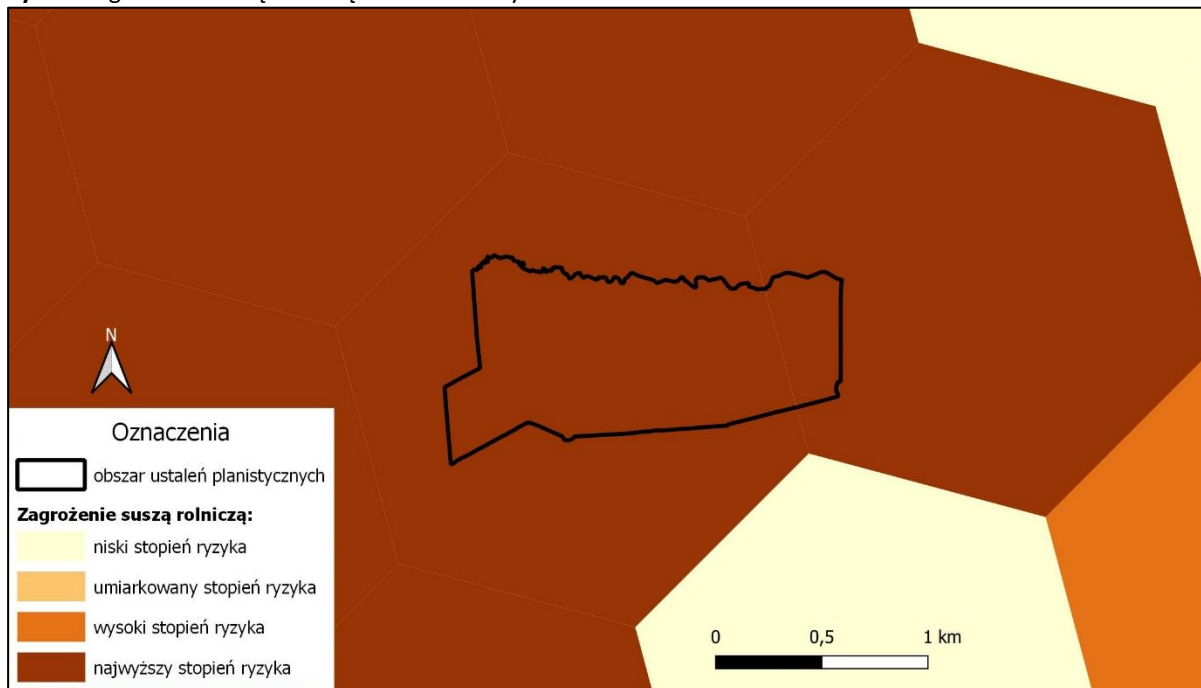 N
Oznaczenia
obszar ustaleń planistycznych
Zagrożenie suszą rolniczą:
niski stopień ryzyka
umiarkowany stopień ryzyka
wysoki stopień ryzyka
najwyższy stopień ryzyka
0 0,5 1 km